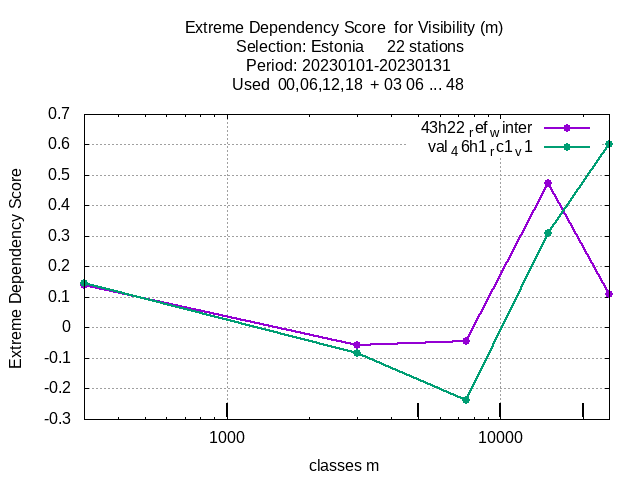 Extreme Dependency Score  for Visibility (m)
Selection: Estonia     22 stations
Period: 20230101-20230131
Used  00,06,12,18  + 03 06 ... 48
43h22ref_winter
val46h1rc1v1
0.7
0.6
0.5
0.4
0.3
0.2
0.1
0
-0.1
-0.2
-0.3
Extreme Dependency Score
1000
10000
classes m